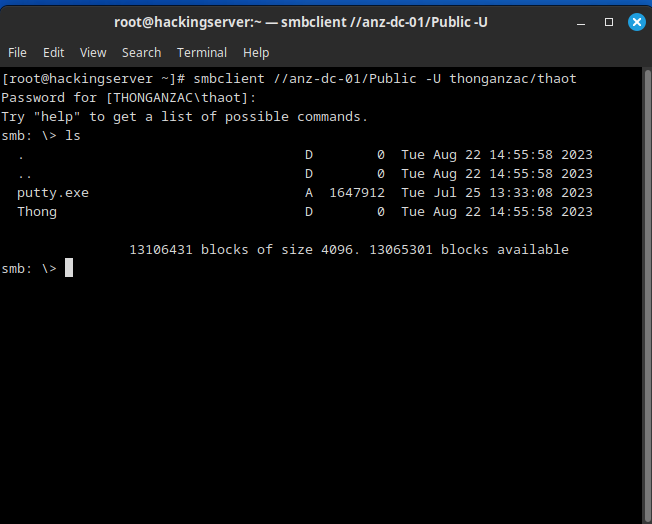 root@hackingserver:~ — smbclient //anz-dc-01/Public -U
File Edit View Search Terminal Help
[root@hackingserver ~]# smbclient //anz-dc-01/Public -U thonganzac/thaot
Password for [THONGANZAC\thaot]:
Try "help" to get a list of possible commands.
smb: \> ls
  .                                   D        0  Tue Aug 22 14:55:58 2023
  ..                                  D        0  Tue Aug 22 14:55:58 2023
  putty.exe                           A  1647912  Tue Jul 25 13:33:08 2023
  Thong                               D        0  Tue Aug 22 14:55:58 2023
                13106431 blocks of size 4096. 13065301 blocks available
smb: \>